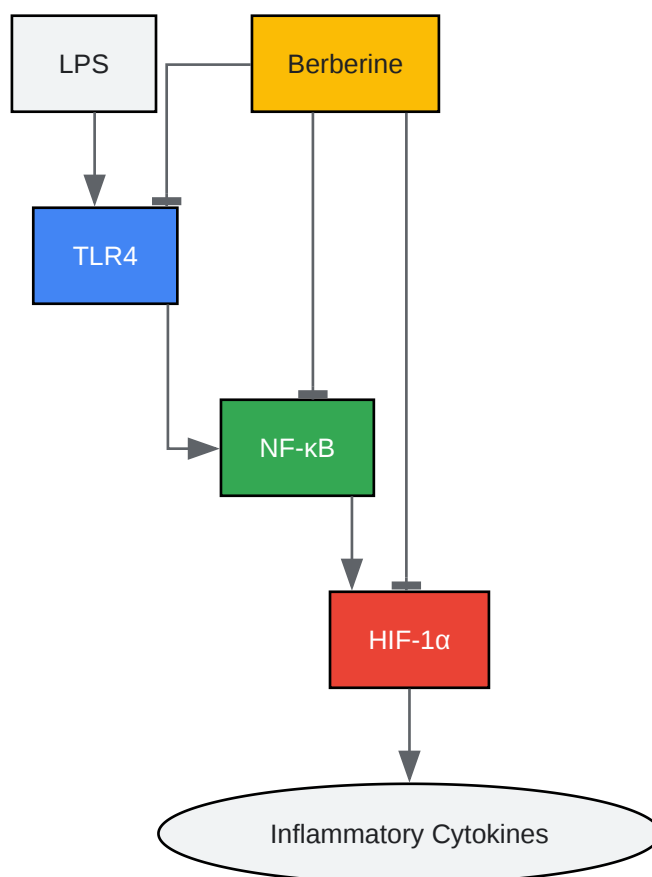 LPS
Berberine
TLR4
NF-κB
HIF-1α
Inflammatory Cytokines